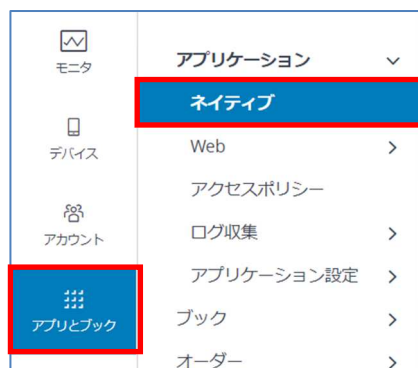 モニタ
デバイス
アカウント
アプリとブック
アプリケーション
ネイティブ
Web
アクセスポリシー
ログ収集
アプリケーション設定
ブック
オーダー